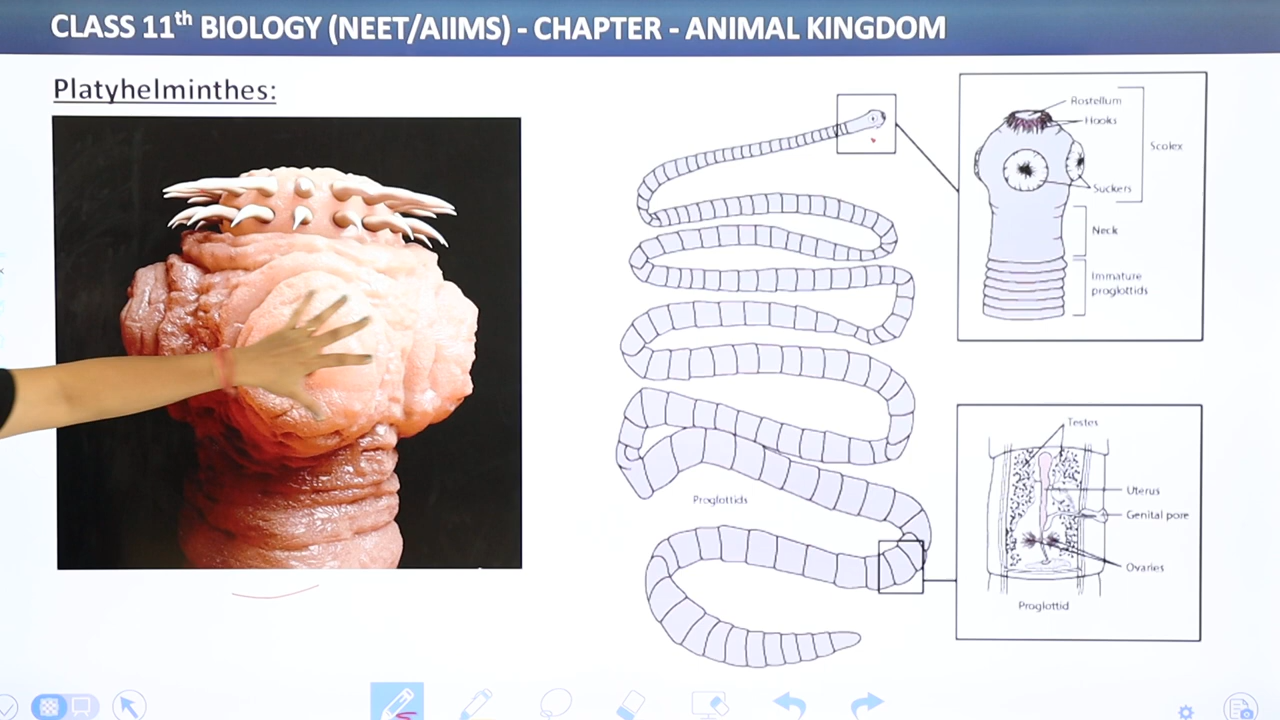 CLASS 11th BIOLOGY (NEET/AIIMS) - CHAPTER - ANIMAL KINGDOM
Platyhelminthes:
Rostellum
Hooks
Scolex
Suckers
Neck
Immature
proglottids
Proglottids
Testes
Uterus
Genital pore
Ovaries
Proglottid